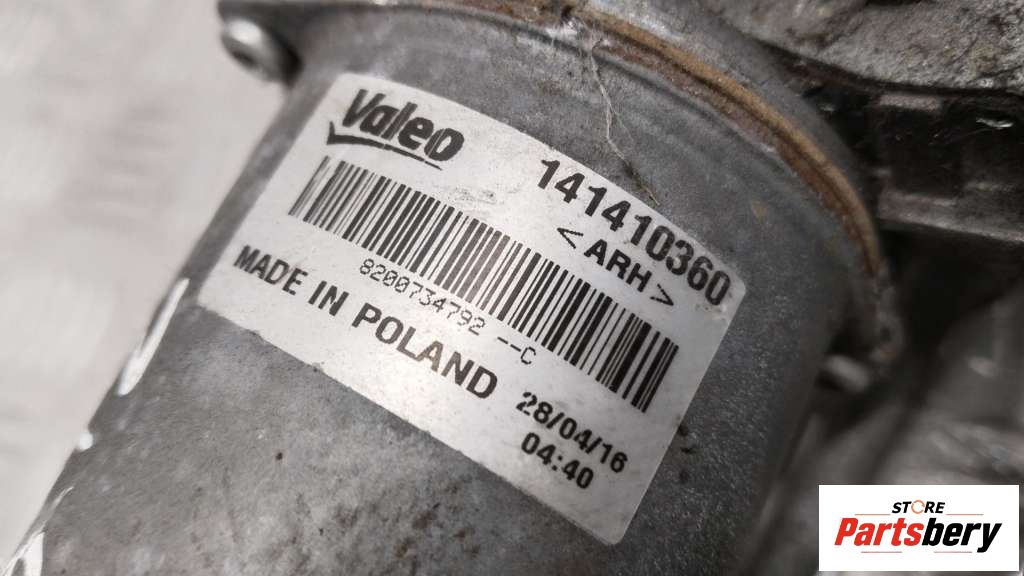 Valeo
141410360
<ARH>
8200734792 --C
MADE IN POLAND
28/04/16
04:40
STORE
Partsbery